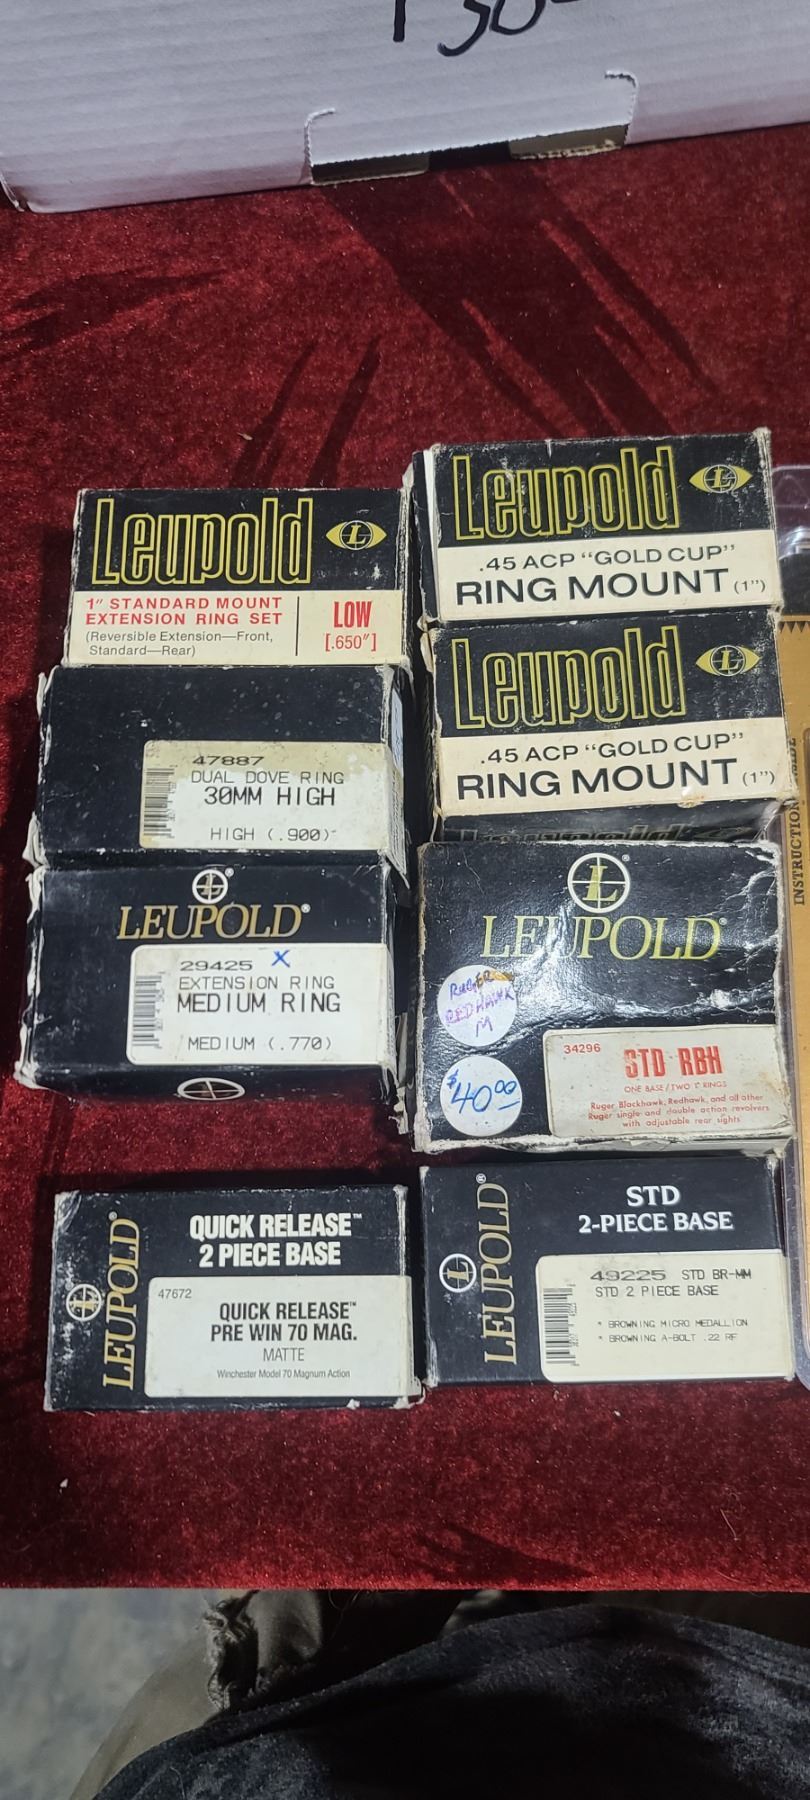 Leupold
1" STANDARD MOUNT
EXTENSION RING SET
(Reversible Extension—Front,
Standard—Rear)
LOW
[.650"]
47887
DUAL DOVE RING
30MM HIGH
HIGH (.900)
LEUPOLD®
29425 X
EXTENSION RING
MEDIUM RING
MEDIUM (.770)
LEUPOLD®
QUICK RELEASE™
2 PIECE BASE
47672
QUICK RELEASE™
PRE WIN 70 MAG.
MATTE
Winchester Model 70 Magnum Action
Leupold
.45 ACP "GOLD CUP"
RING MOUNT (1")
Leupold
.45 ACP "GOLD CUP"
RING MOUNT (1")
Leupold
LEUPOLD®
RUGER
REDHAWK
M
$40.00
34296
STD RBH
ONE BASE/TWO 1" RINGS
Ruger Blackhawk, Redhawk, and all other
Ruger single and double action revolvers
with adjustable rear sights
LEUPOLD®
STD
2-PIECE BASE
49225 STD BR-MM
STD 2 PIECE BASE
* BROWNING MICRO MEDALLION
* BROWNING A-BOLT .22 RF